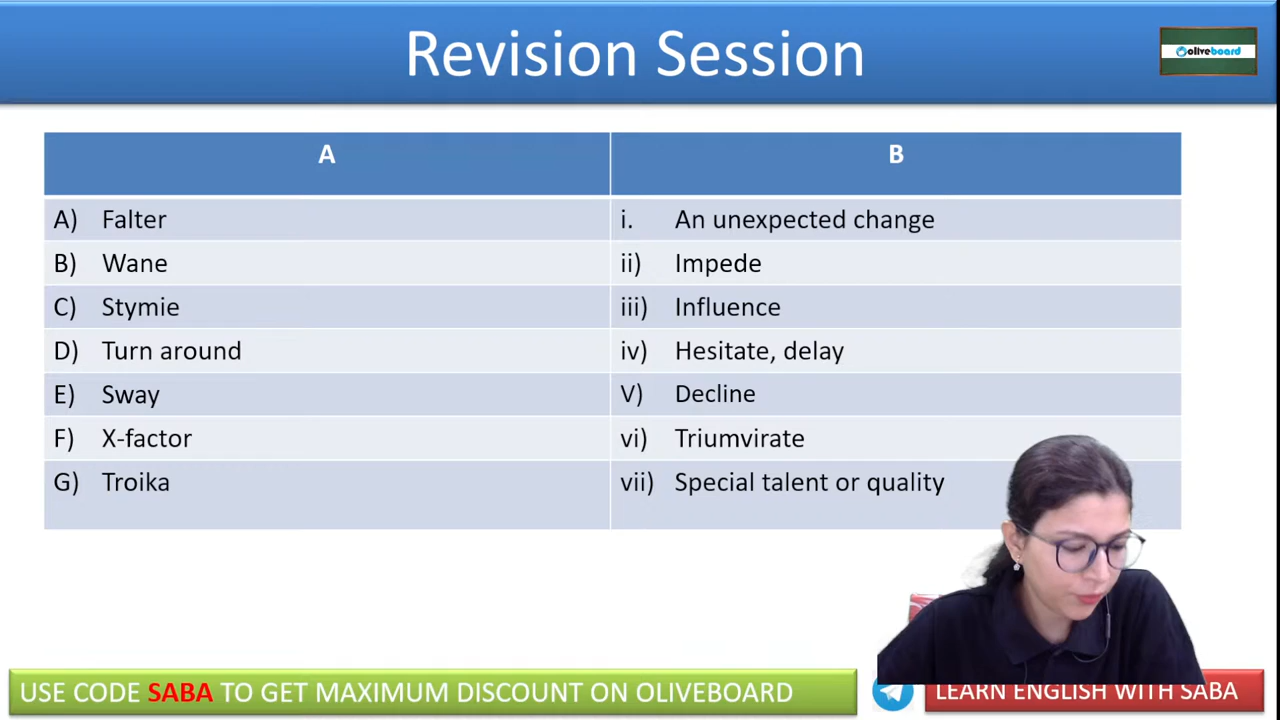 Revision Session
oliveboard
A B
A) Falter i. An unexpected change
B) Wane ii) Impede
C) Stymie iii) Influence
D) Turn around iv) Hesitate, delay
E) Sway V) Decline
F) X-factor vi) Triumvirate
G) Troika vii) Special talent or quality
USE CODE SABA TO GET MAXIMUM DISCOUNT ON OLIVEBOARD
LEARN ENGLISH WITH SABA